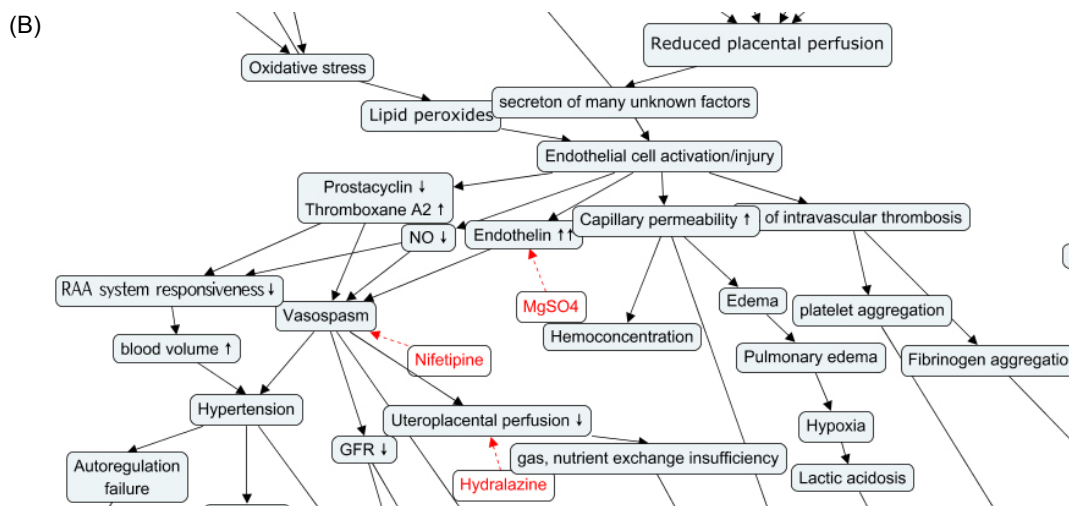 (B)
Reduced placental perfusion
Oxidative stress
secreton of many unknown factors
Lipid peroxides
Endothelial cell activation/injury
Prostacyclin ↓
Thromboxane A2 ↑
Capillary permeability ↑
of intravascular thrombosis
NO ↓
Endothelin ↑↑
RAA system responsiveness ↓
Edema
MgSO4
platelet aggregation
Vasospasm
Hemoconcentration
blood volume ↑
Nifetipine
Pulmonary edema
Fibrinogen aggregation
Hypertension
Uteroplacental perfusion ↓
Hypoxia
GFR ↓
gas, nutrient exchange insufficiency
Autoregulation
failure
Hydralazine
Lactic acidosis